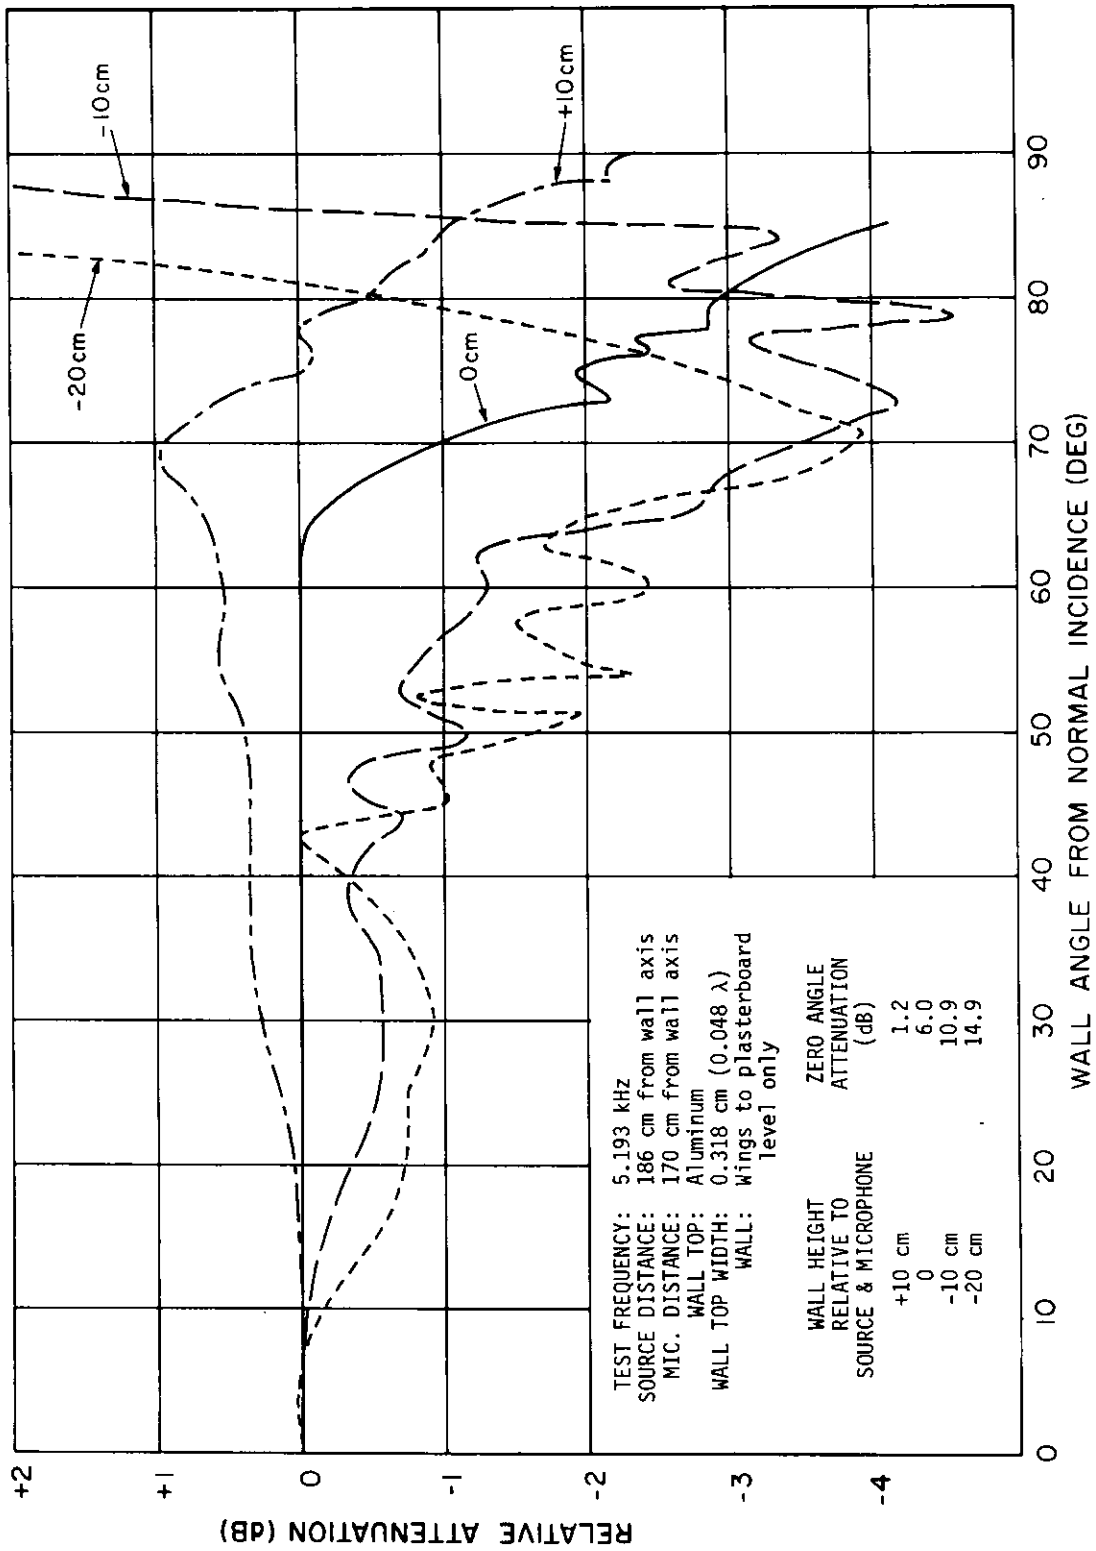 RELATIVE ATTENUATION (dB)
+2
+1
0
-1
-2
-3
-4
-20cm
-10cm
0cm
+10cm
TEST FREQUENCY: 5.193 kHz
SOURCE DISTANCE: 186 cm from wall axis
MIC. DISTANCE: 170 cm from wall axis
WALL TOP: Aluminum
WALL TOP WIDTH: 0.318 cm (0.048 λ)
WALL: Wings to plasterboard
level only
WALL HEIGHT ZERO ANGLE
RELATIVE TO ATTENUATION
SOURCE & MICROPHONE (dB)
+10 cm 1.2
0 6.0
-10 cm 10.9
-20 cm 14.9
0 10 20 30 40 50 60 70 80 90
WALL ANGLE FROM NORMAL INCIDENCE (DEG)